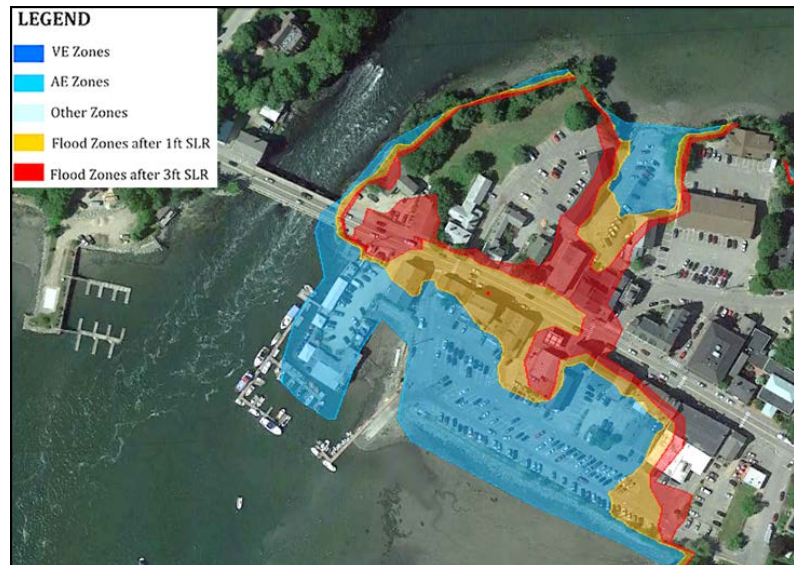 LEGEND
VE Zones
AE Zones
Other Zones
Flood Zones after 1ft SLR
Flood Zones after 3ft SLR